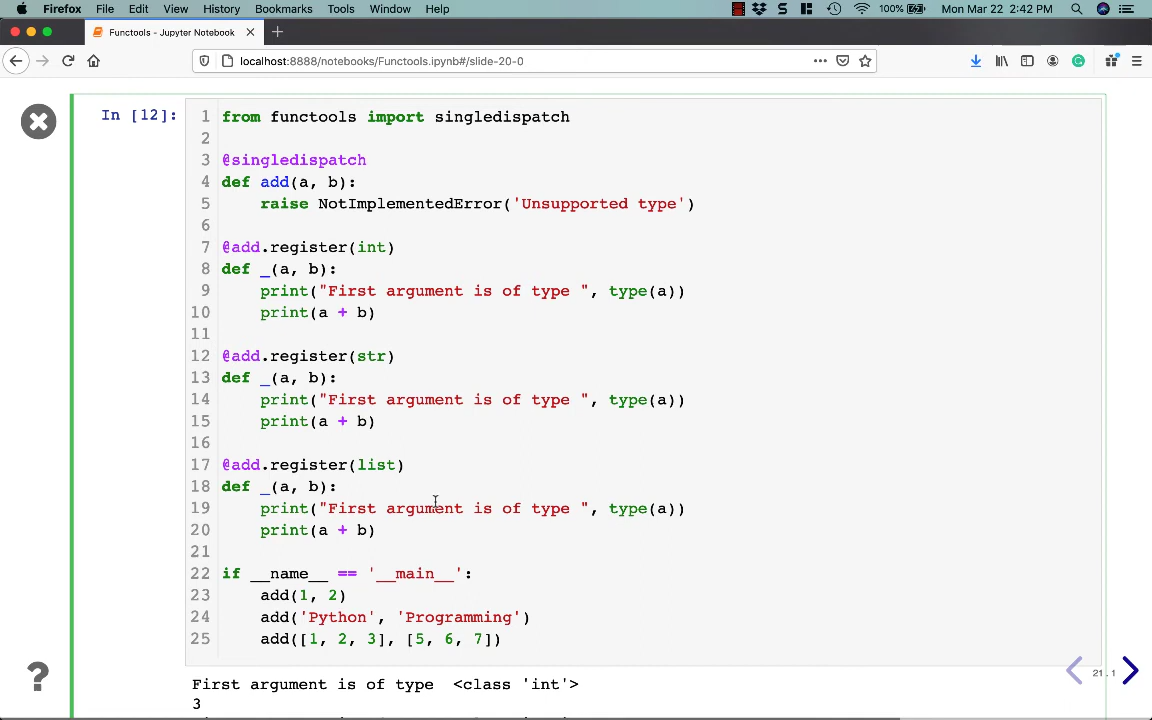 Firefox File Edit View History Bookmarks Tools Window Help 100% Mon Mar 22 2:42 PM
Functools - Jupyter Notebook
localhost:8888/notebooks/Functools.ipynb#/slide-20-0
In [12]:
1 from functools import singledispatch
2
3 @singledispatch
4 def add(a, b):
5     raise NotImplementedError('Unsupported type')
6
7 @add.register(int)
8 def _(a, b):
9     print("First argument is of type ", type(a))
10     print(a + b)
11
12 @add.register(str)
13 def _(a, b):
14     print("First argument is of type ", type(a))
15     print(a + b)
16
17 @add.register(list)
18 def _(a, b):
19     print("First argument is of type ", type(a))
20     print(a + b)
21
22 if __name__ == '__main__':
23     add(1, 2)
24     add('Python', 'Programming')
25     add([1, 2, 3], [5, 6, 7])
First argument is of type  <class 'int'>
3
?
21.1